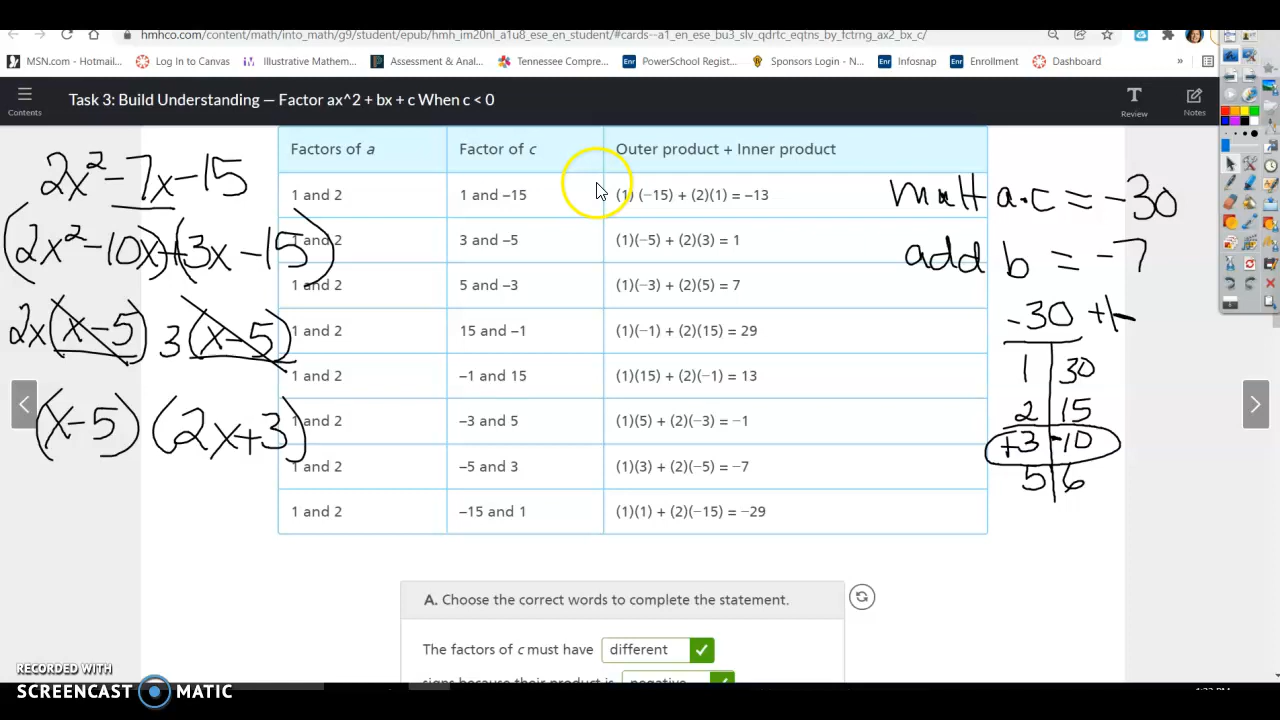 hmhco.com/content/math/into_math/g9/student/epub/hmh_im20nl_a1u8_ese_en_student/#cards--a1_en_ese_bu3_slv_qdrtc_eqtns_by_fctrng_ax2_bx_c/
MSN.com - Hotmail... Log In to Canvas Illustrative Mathem... Assessment & Anal... Tennessee Compre... Enr PowerSchool Regist... Sponsors Login - N... Enr Infosnap Enr Enrollment Dashboard »
Contents
Task 3: Build Understanding — Factor ax^2 + bx + c When c < 0
Review
Notes
Factors of a Factor of c Outer product + Inner product
1 and 2 1 and –15 (1) (–15) + (2)(1) = –13
1 and 2 3 and –5 (1)(–5) + (2)(3) = 1
1 and 2 5 and –3 (1)(–3) + (2)(5) = 7
1 and 2 15 and –1 (1)(–1) + (2)(15) = 29
1 and 2 –1 and 15 (1)(15) + (2)(–1) = 13
1 and 2 –3 and 5 (1)(5) + (2)(–3) = –1
1 and 2 –5 and 3 (1)(3) + (2)(–5) = –7
1 and 2 –15 and 1 (1)(1) + (2)(–15) = –29
2x² - 7x - 15
(2x² - 10x) + (3x - 15)
2x (x - 5) 3 (x - 5)
(x - 5) (2x + 3)
mult a·c = -30
add b = -7
-30 +/-
1 30
2 15
+3 -10
5 6
A. Choose the correct words to complete the statement.
The factors of c must have different
signs because their product is negative
RECORDED WITH
SCREENCAST MATIC